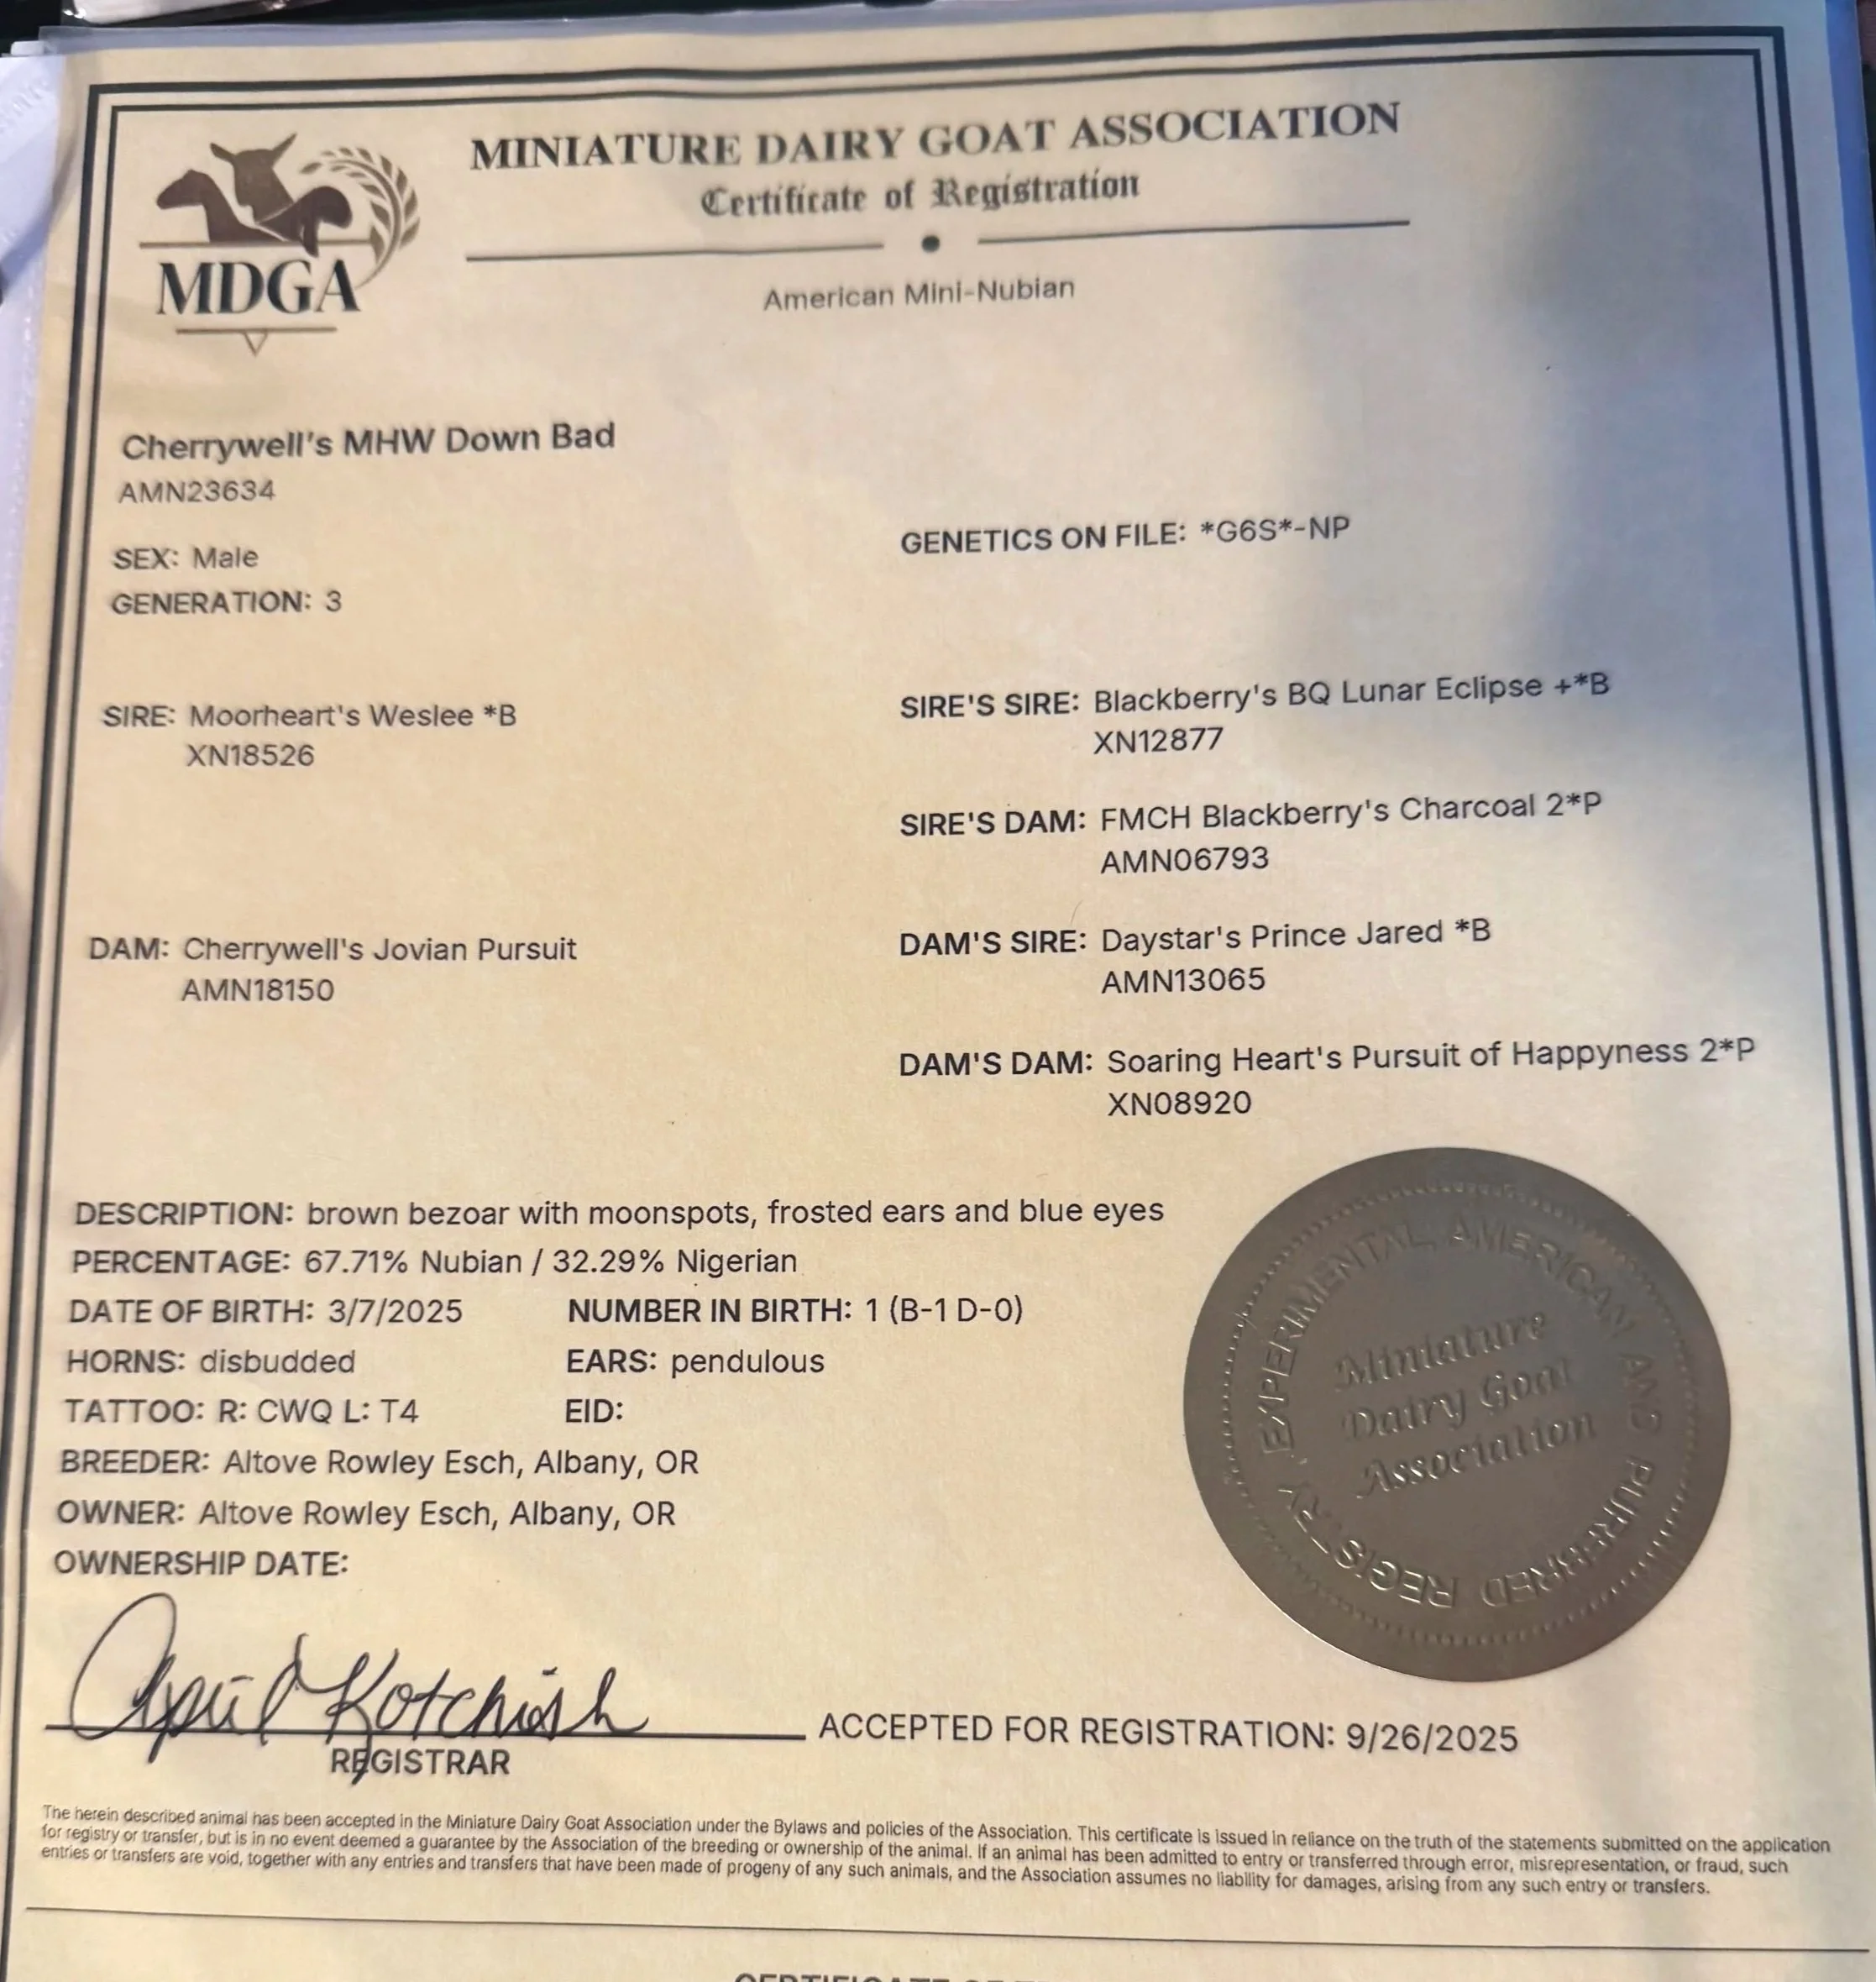 MINIATURE DAIRY GOAT ASSOCIATION
Certificate of Registration
MDGA
American Mini-Nubian
Cherrywell's MHW Down Bad
AMN23634
GENETICS ON FILE: *G6S*-NP
SEX: Male
GENERATION: 3
SIRE: Moorheart's Weslee *B
XN18526
SIRE'S SIRE: Blackberry's BQ Lunar Eclipse +*B
XN12877
SIRE'S DAM: FMCH Blackberry's Charcoal 2*P
AMN06793
DAM: Cherrywell's Jovian Pursuit
AMN18150
DAM'S SIRE: Daystar's Prince Jared *B
AMN13065
DAM'S DAM: Soaring Heart's Pursuit of Happyness 2*P
XN08920
DESCRIPTION: brown bezoar with moonspots, frosted ears and blue eyes
PERCENTAGE: 67.71% Nubian / 32.29% Nigerian
DATE OF BIRTH: 3/7/2025 NUMBER IN BIRTH: 1 (B-1 D-0)
HORNS: disbudded EARS: pendulous
TATTOO: R: CWQ L: T4 EID:
BREEDER: Altove Rowley Esch, Albany, OR
OWNER: Altove Rowley Esch, Albany, OR
OWNERSHIP DATE:
EXPERIMENTAL, AMERICAN AND PUREBRED REGISTRY
Miniature
Dairy Goat
Association
April Kotchish
REGISTRAR
ACCEPTED FOR REGISTRATION: 9/26/2025
The herein described animal has been accepted in the Miniature Dairy Goat Association under the Bylaws and policies of the Association. This certificate is issued in reliance on the truth of the statements submitted on the application
for registry or transfer, but is in no event deemed a guarantee by the Association of the breeding or ownership of the animal. If an animal has been admitted to entry or transferred through error, misrepresentation, or fraud, such
entries or transfers are void, together with any entries and transfers that have been made of progeny of any such animals, and the Association assumes no liability for damages, arising from any such entry or transfers.